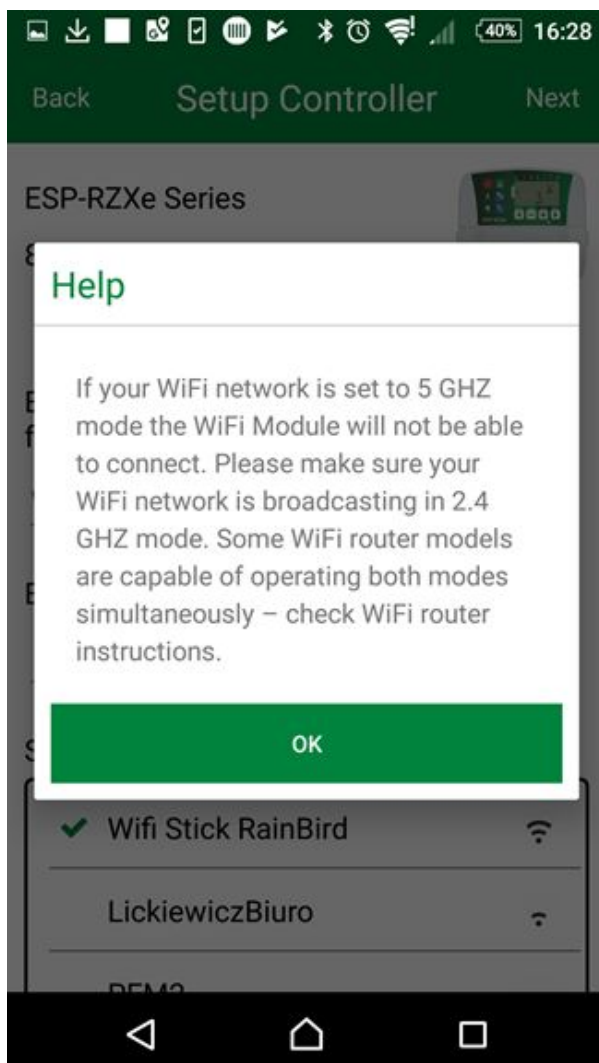 40% 16:28
Back Setup Controller Next
ESP-RZXe Series
Help
If your WiFi network is set to 5 GHZ
mode the WiFi Module will not be able
to connect. Please make sure your
WiFi network is broadcasting in 2.4
GHZ mode. Some WiFi router models
are capable of operating both modes
simultaneously – check WiFi router
instructions.
OK
Wifi Stick RainBird
LickiewiczBiuro